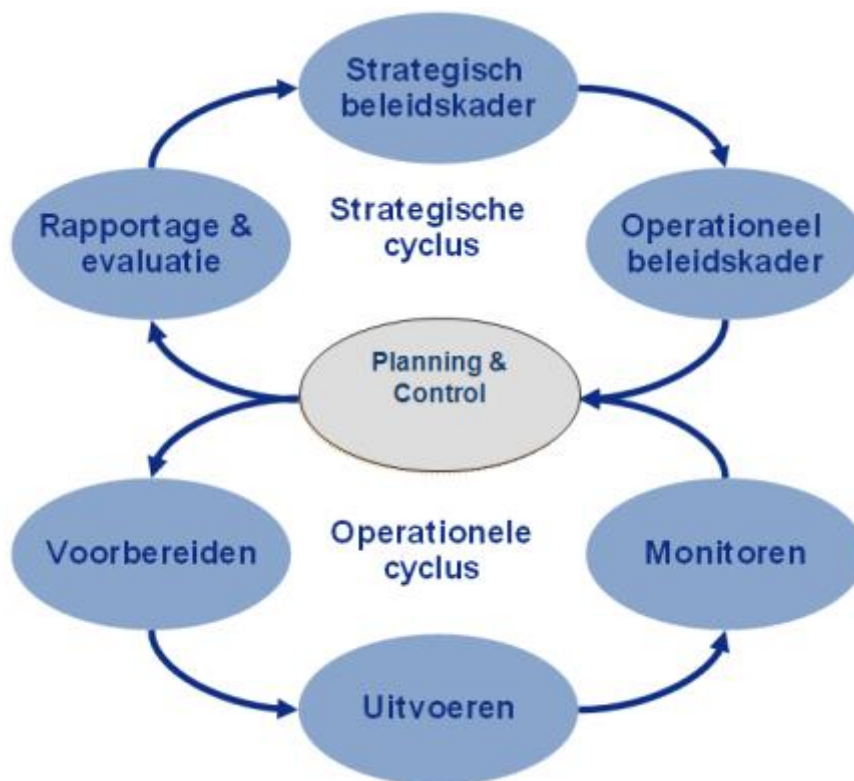 Strategisch
beleidskader
Rapportage &
evaluatie
Strategische
cyclus
Operationeel
beleidskader
Planning &
Control
Voorbereiden
Operationele
cyclus
Monitoren
Uitvoeren